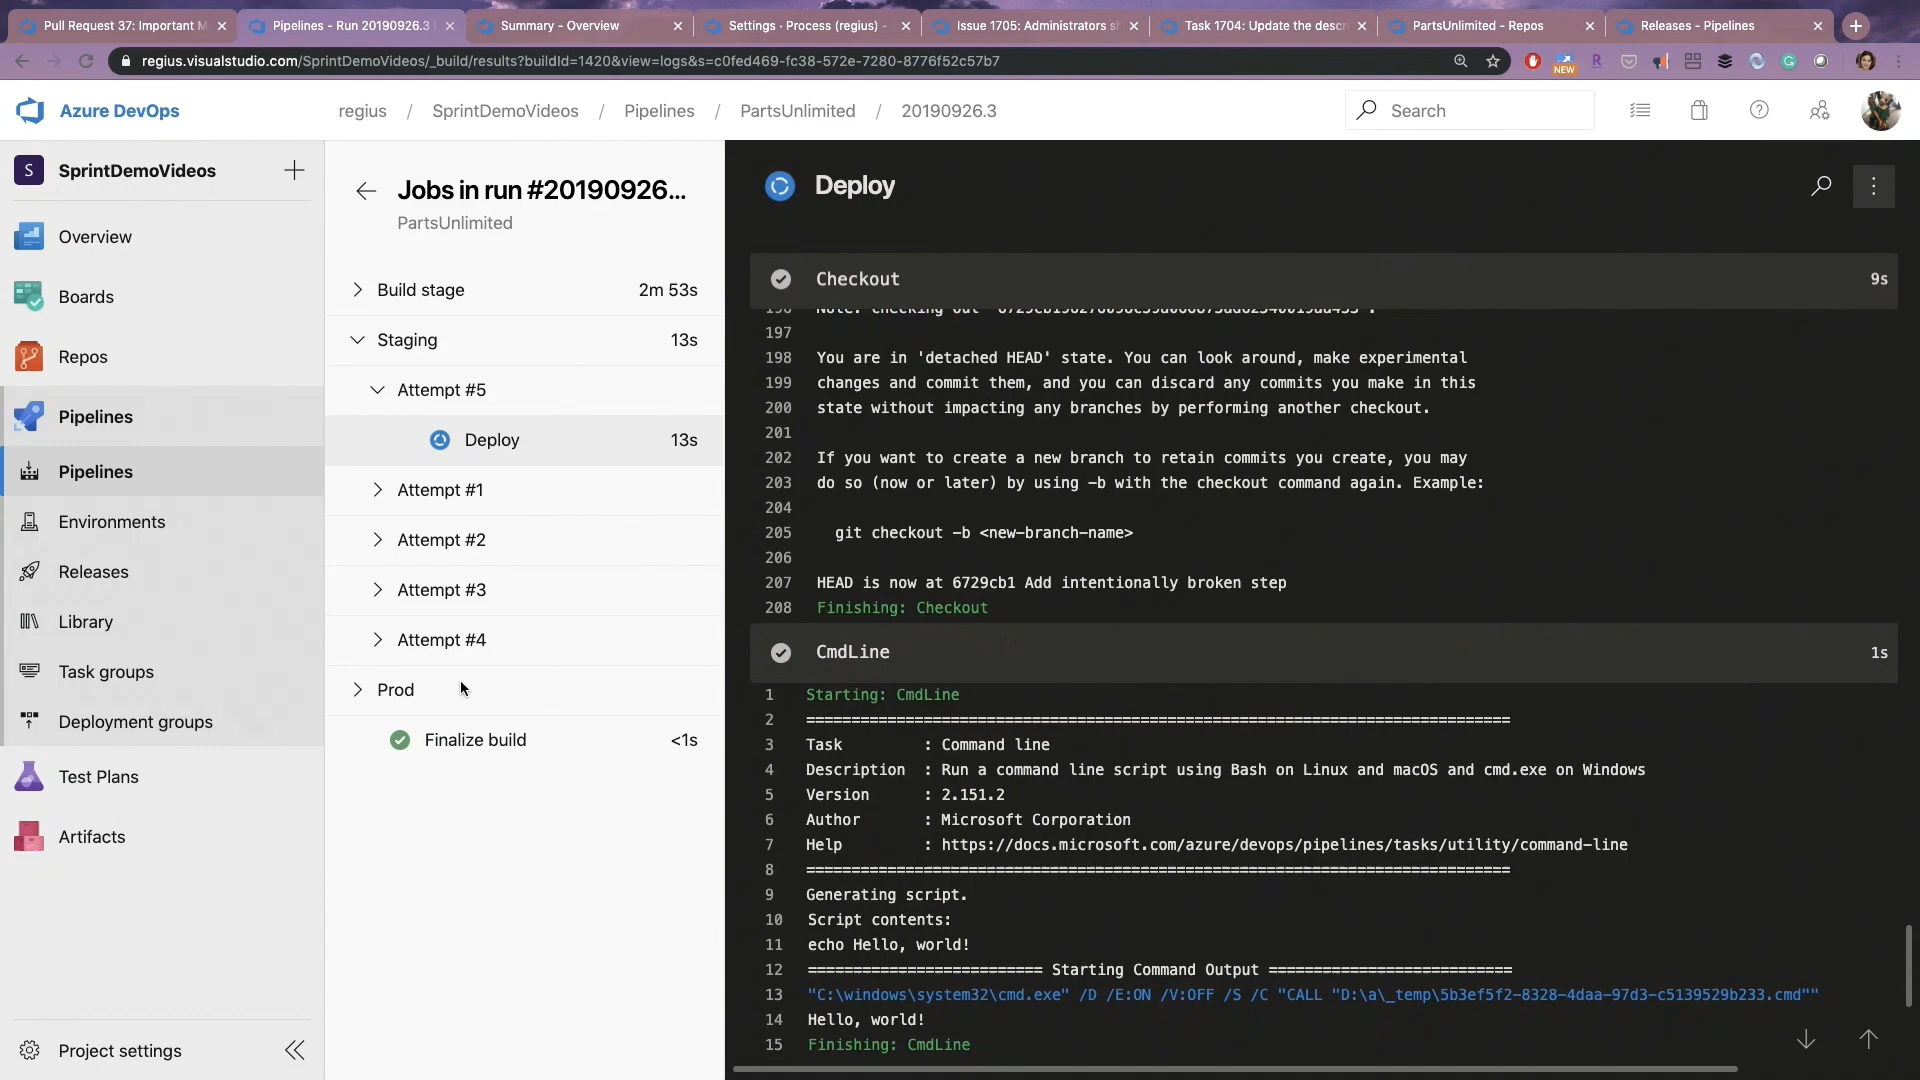 Pull Request 37: Important M
Pipelines - Run 20190926.3
Summary - Overview
Settings · Process (regius) -
Issue 1705: Administrators s
Task 1704: Update the descr
PartsUnlimited - Repos
Releases - Pipelines
regius.visualstudio.com/SprintDemoVideos/_build/results?buildId=1420&view=logs&s=c0fed469-fc38-572e-7280-8776f52c57b7
NEW
Azure DevOps
regius / SprintDemoVideos / Pipelines / PartsUnlimited / 20190926.3
Search
S SprintDemoVideos
Overview
Boards
Repos
Pipelines
Pipelines
Environments
Releases
Library
Task groups
Deployment groups
Test Plans
Artifacts
Project settings
Jobs in run #20190926...
PartsUnlimited
Build stage 2m 53s
Staging 13s
Attempt #5
Deploy 13s
Attempt #1
Attempt #2
Attempt #3
Attempt #4
Prod
Finalize build <1s
Deploy
Checkout 9s
197
198 You are in 'detached HEAD' state. You can look around, make experimental
199 changes and commit them, and you can discard any commits you make in this
200 state without impacting any branches by performing another checkout.
201
202 If you want to create a new branch to retain commits you create, you may
203 do so (now or later) by using -b with the checkout command again. Example:
204
205 git checkout -b <new-branch-name>
206
207 HEAD is now at 6729cb1 Add intentionally broken step
208 Finishing: Checkout
CmdLine 1s
1 Starting: CmdLine
2 ==============================================================================
3 Task : Command line
4 Description : Run a command line script using Bash on Linux and macOS and cmd.exe on Windows
5 Version : 2.151.2
6 Author : Microsoft Corporation
7 Help : https://docs.microsoft.com/azure/devops/pipelines/tasks/utility/command-line
8 ==============================================================================
9 Generating script.
10 Script contents:
11 echo Hello, world!
12 ========================== Starting Command Output ===========================
13 "C:\windows\system32\cmd.exe" /D /E:ON /V:OFF /S /C "CALL "D:\a\_temp\5b3ef5f2-8328-4daa-97d3-c5139529b233.cmd""
14 Hello, world!
15 Finishing: CmdLine